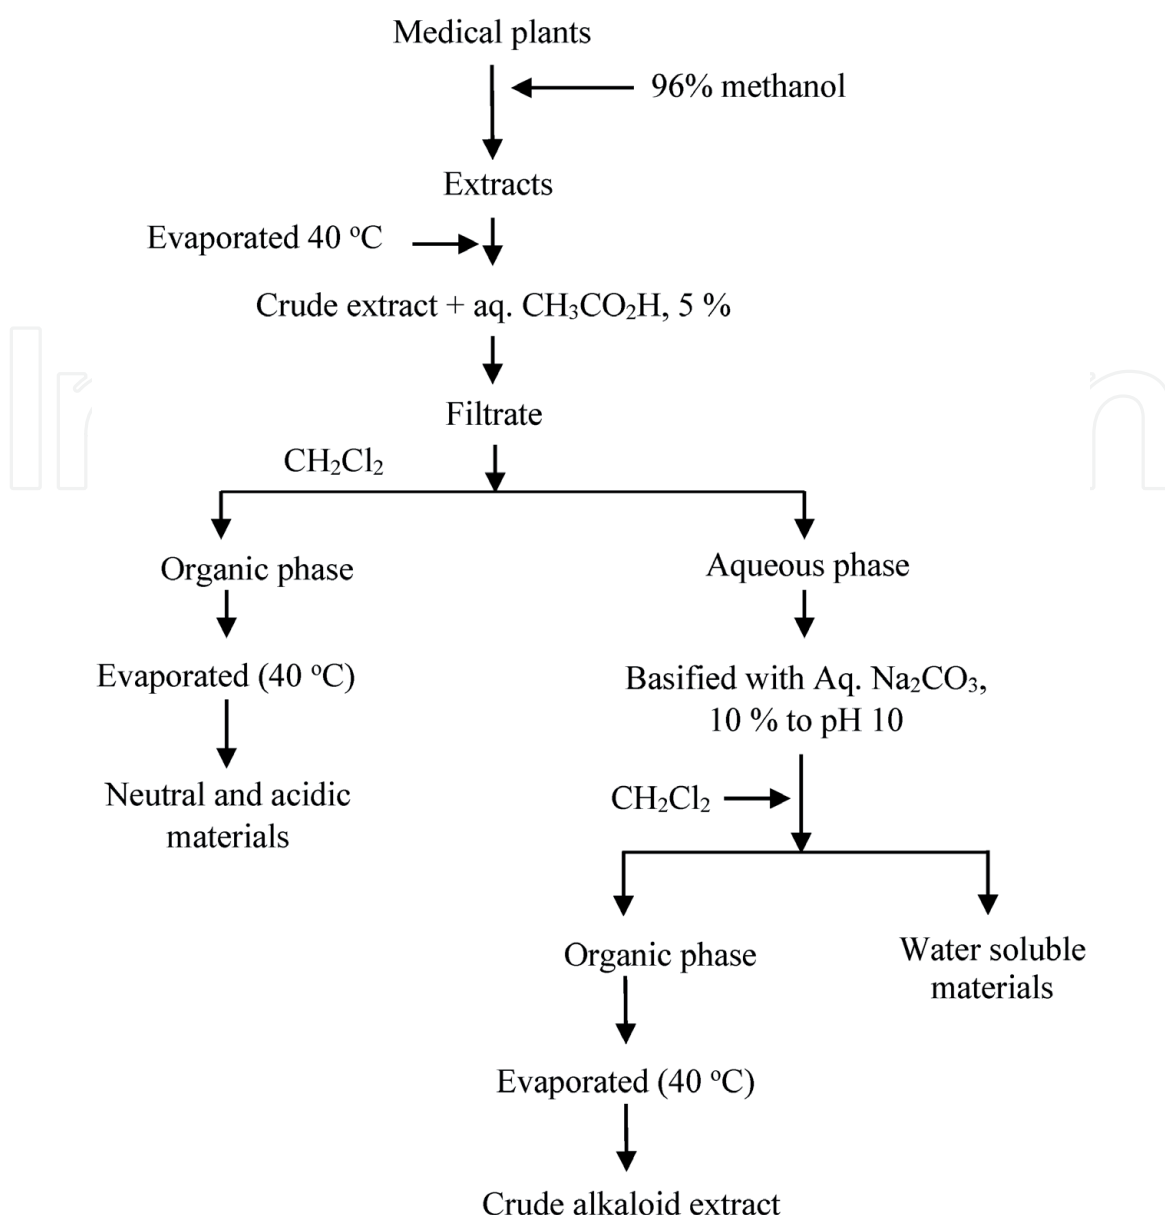 Medical plants
96% methanol
Extracts
Evaporated 40 °C
Crude extract + aq. CH₃CO₂H, 5 %
Filtrate
CH₂Cl₂
Organic phase
Aqueous phase
Evaporated (40 °C)
Basified with Aq. Na₂CO₃,
10 % to pH 10
Neutral and acidic
materials
CH₂Cl₂
Organic phase
Water soluble
materials
Evaporated (40 °C)
Crude alkaloid extract